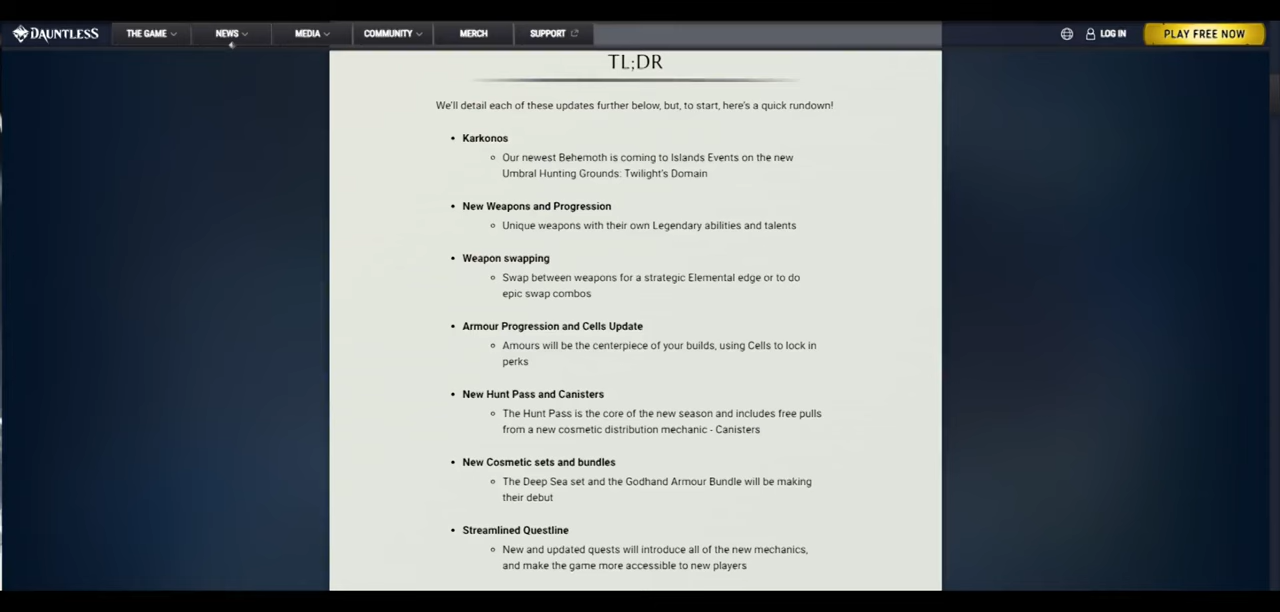 DAUNTLESS
THE GAME
NEWS
MEDIA
COMMUNITY
MERCH
SUPPORT
LOG IN
PLAY FREE NOW
TL;DR
We'll detail each of these updates further below, but, to start, here's a quick rundown!
• Karkonos
◦ Our newest Behemoth is coming to Islands Events on the new
Umbral Hunting Grounds: Twilight's Domain
• New Weapons and Progression
◦ Unique weapons with their own Legendary abilities and talents
• Weapon swapping
◦ Swap between weapons for a strategic Elemental edge or to do
epic swap combos
• Armour Progression and Cells Update
◦ Amours will be the centerpiece of your builds, using Cells to lock in
perks
• New Hunt Pass and Canisters
◦ The Hunt Pass is the core of the new season and includes free pulls
from a new cosmetic distribution mechanic - Canisters
• New Cosmetic sets and bundles
◦ The Deep Sea set and the Godhand Armour Bundle will be making
their debut
• Streamlined Questline
◦ New and updated quests will introduce all of the new mechanics,
and make the game more accessible to new players